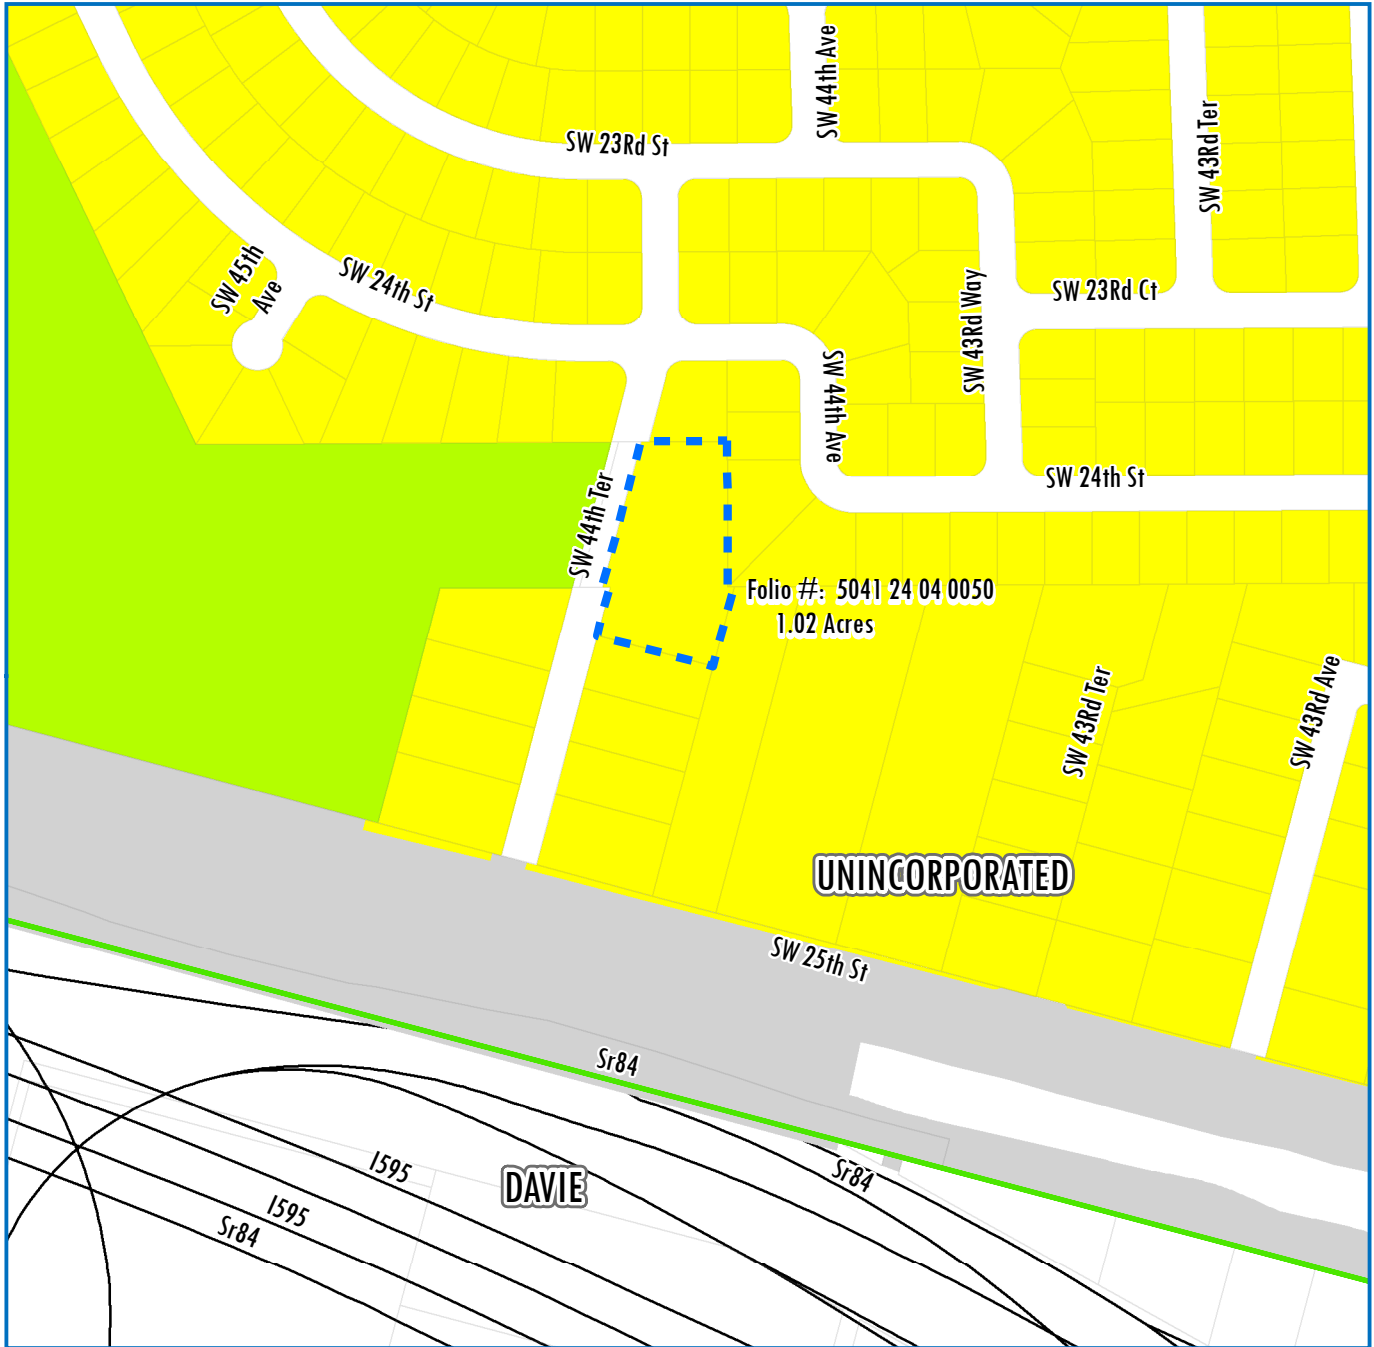 SW 44th Ave
SW 23Rd St
SW 43Rd Ter
SW 45th
Ave
SW 24th St
SW 43Rd Way
SW 23Rd Ct
SW 44th Ave
SW 24th St
SW 44th Ter
Folio #: 5041 24 04 0050
1.02 Acres
SW 43Rd Ter
SW 43Rd Ave
UNINCORPORATED
SW 25th St
Sr84
I595
DAVIE
Sr84
I595
Sr84